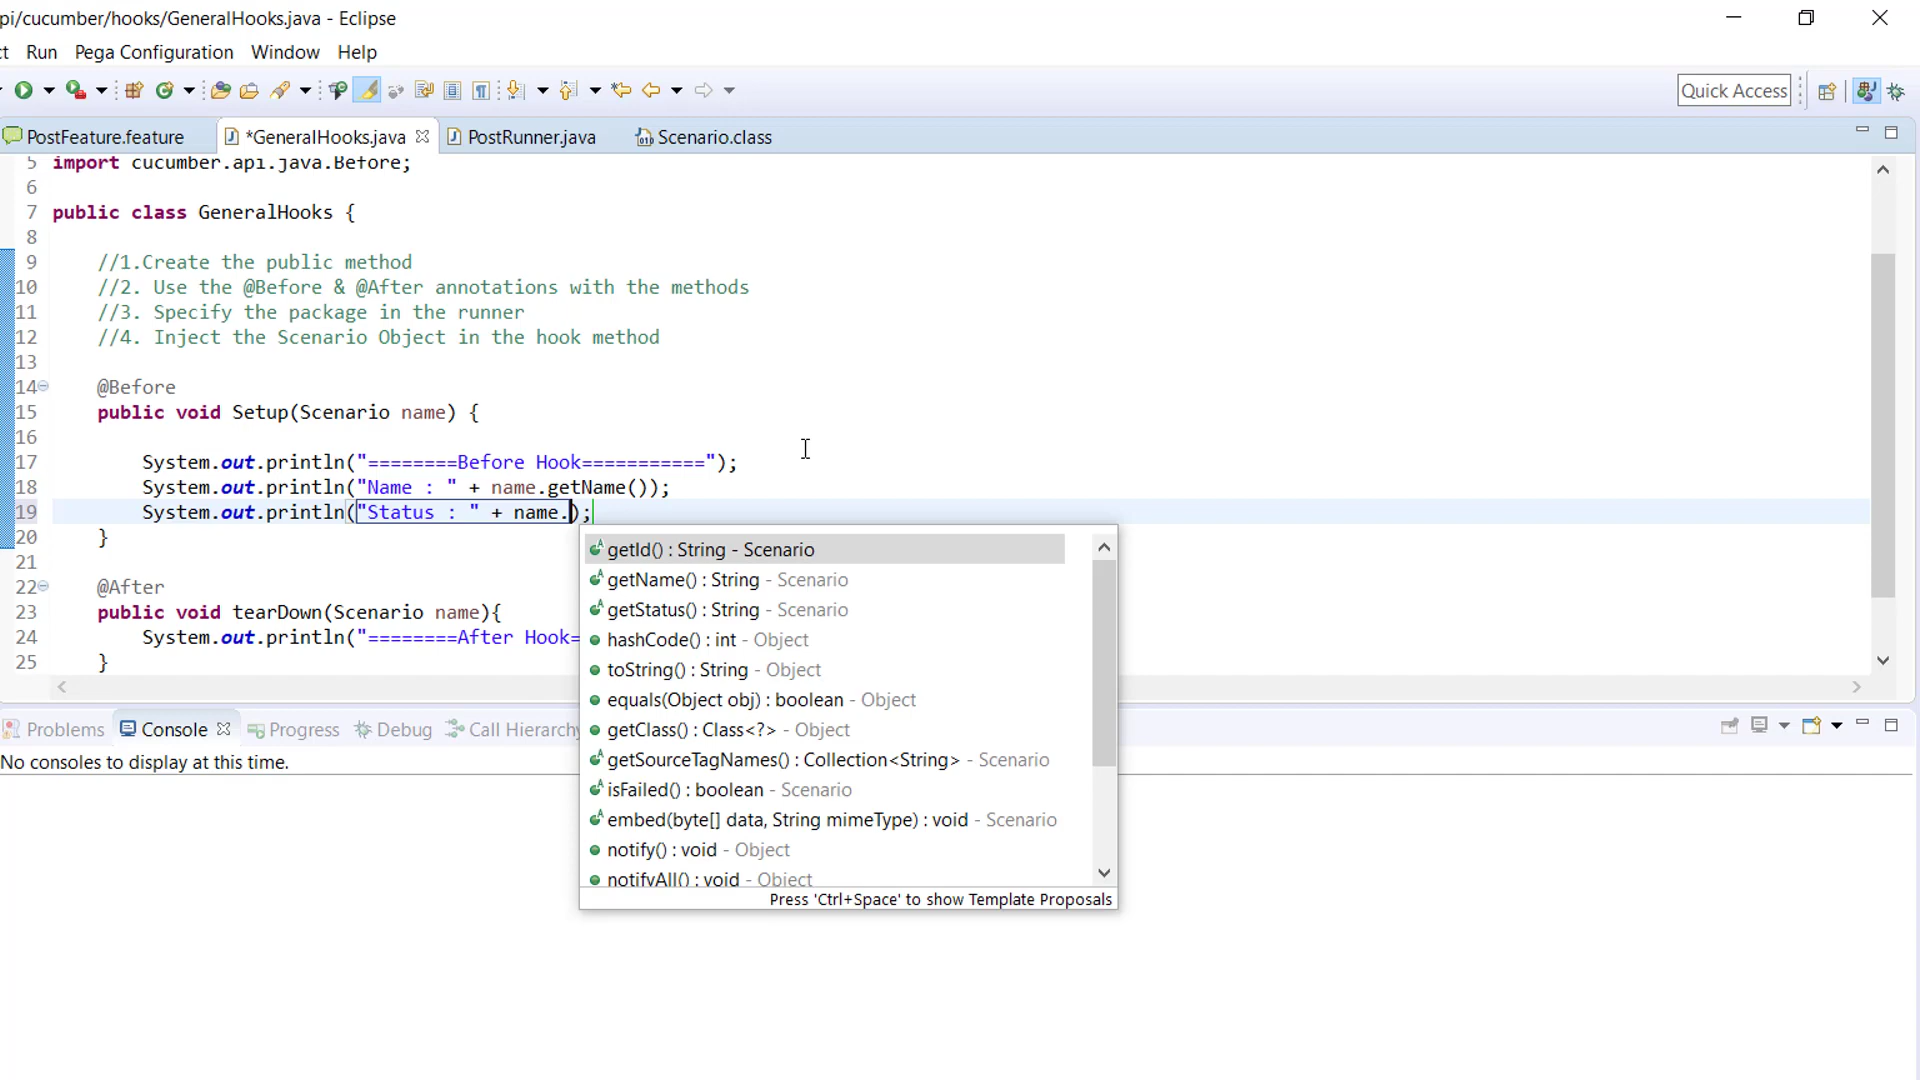 pi/cucumber/hooks/GeneralHooks.java - Eclipse
ct Run Pega Configuration Window Help
Quick Access
PostFeature.feature *GeneralHooks.java PostRunner.java Scenario.class
5 import cucumber.api.java.Before;
6
7 public class GeneralHooks {
8
9 //1.Create the public method
10 //2. Use the @Before & @After annotations with the methods
11 //3. Specify the package in the runner
12 //4. Inject the Scenario Object in the hook method
13
14 @Before
15 public void Setup(Scenario name) {
16
17 System.out.println("========Before Hook===========");
18 System.out.println("Name : " + name.getName());
19 System.out.println("Status : " + name.);
20 }
21
22 @After
23 public void tearDown(Scenario name){
24 System.out.println("========After Hook=
25 }
getId() : String - Scenario
getName() : String - Scenario
getStatus() : String - Scenario
hashCode() : int - Object
toString() : String - Object
equals(Object obj) : boolean - Object
getClass() : Class<?> - Object
getSourceTagNames() : Collection<String> - Scenario
isFailed() : boolean - Scenario
embed(byte[] data, String mimeType) : void - Scenario
notify() : void - Object
notifyAll() : void - Object
Press 'Ctrl+Space' to show Template Proposals
Problems Console Progress Debug Call Hierarchy
No consoles to display at this time.